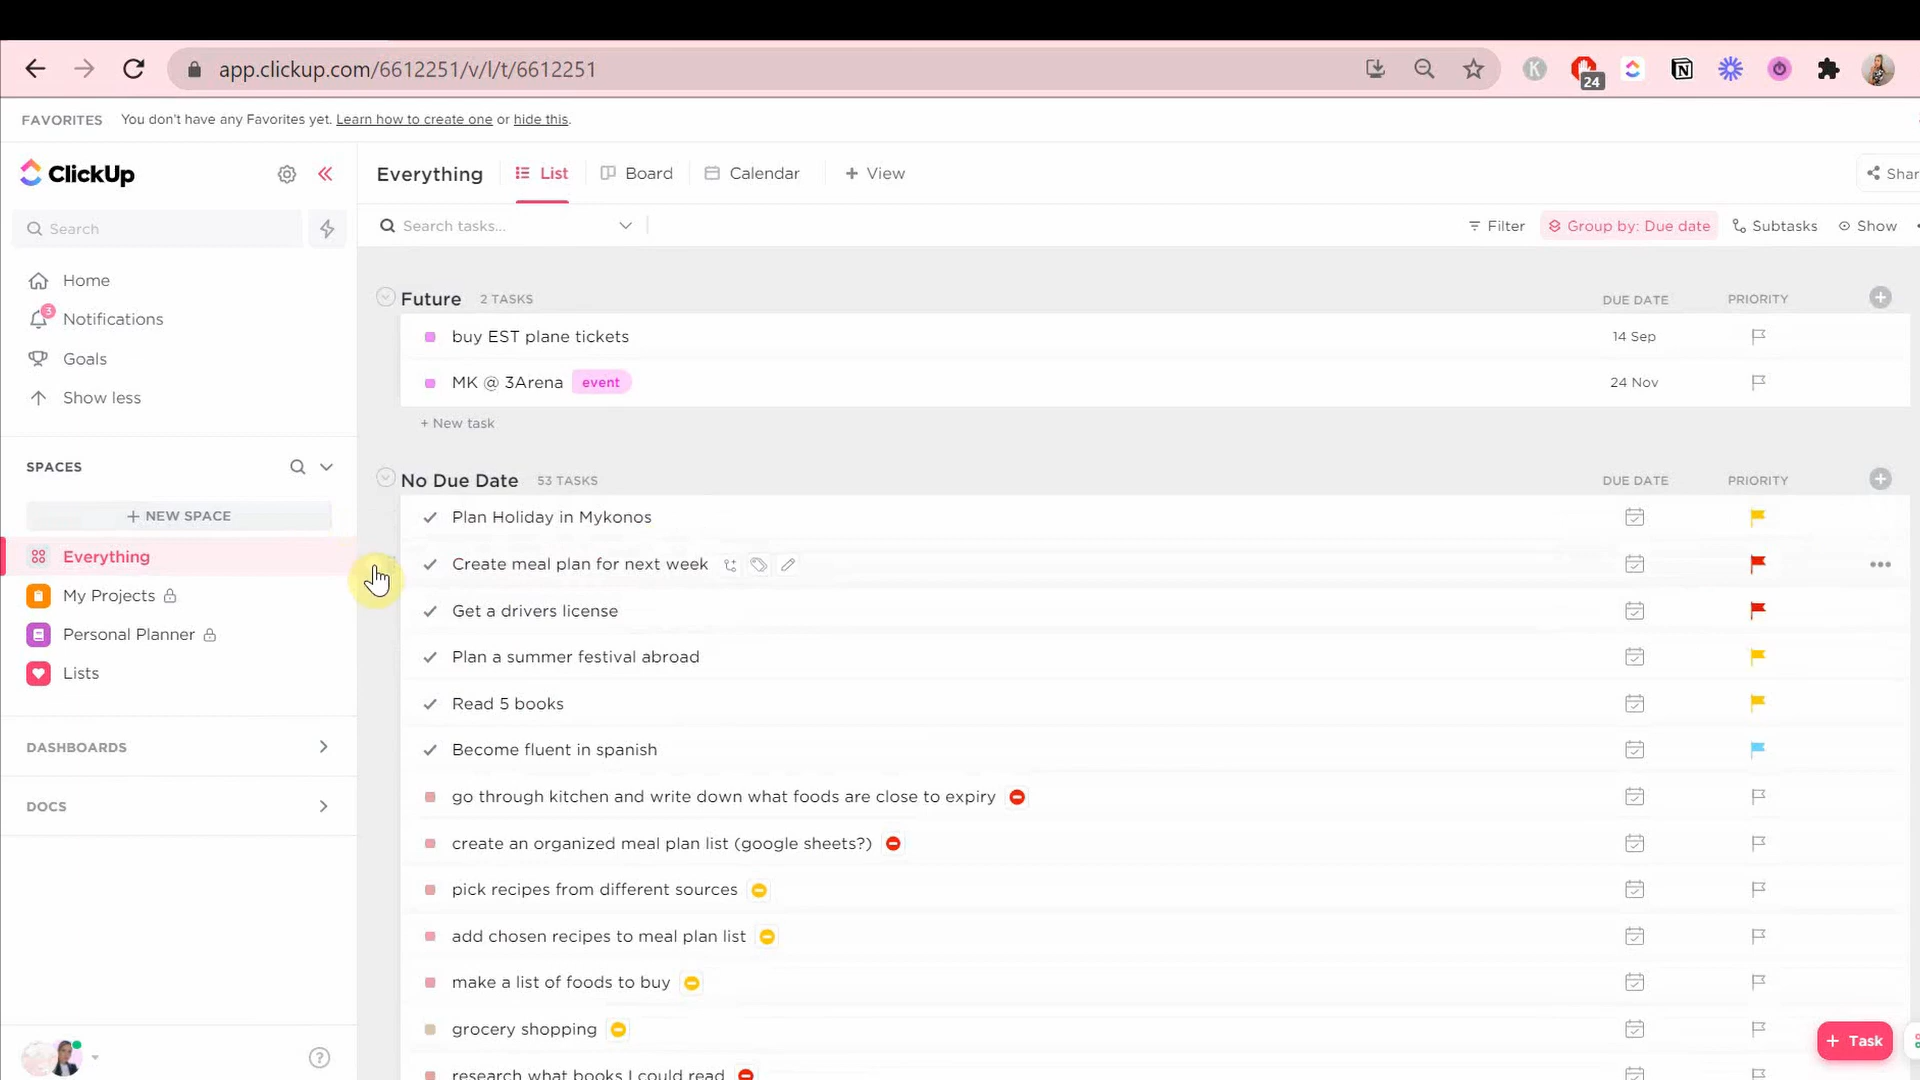 app.clickup.com/6612251/v/l/t/6612251
24
FAVORITES You don't have any Favorites yet. Learn how to create one or hide this.
ClickUp
Everything
List
Board
Calendar
+ View
Shar
Search
Search tasks...
Filter
Group by: Due date
Subtasks
Show
Home
3
Notifications
Goals
Show less
SPACES
+ NEW SPACE
Everything
My Projects
Personal Planner
Lists
DASHBOARDS
DOCS
Future 2 TASKS DUE DATE PRIORITY
buy EST plane tickets 14 Sep
MK @ 3Arena event 24 Nov
+ New task
No Due Date 53 TASKS DUE DATE PRIORITY
Plan Holiday in Mykonos
Create meal plan for next week
Get a drivers license
Plan a summer festival abroad
Read 5 books
Become fluent in spanish
go through kitchen and write down what foods are close to expiry
create an organized meal plan list (google sheets?)
pick recipes from different sources
add chosen recipes to meal plan list
make a list of foods to buy
grocery shopping
research what books I could read
+ Task